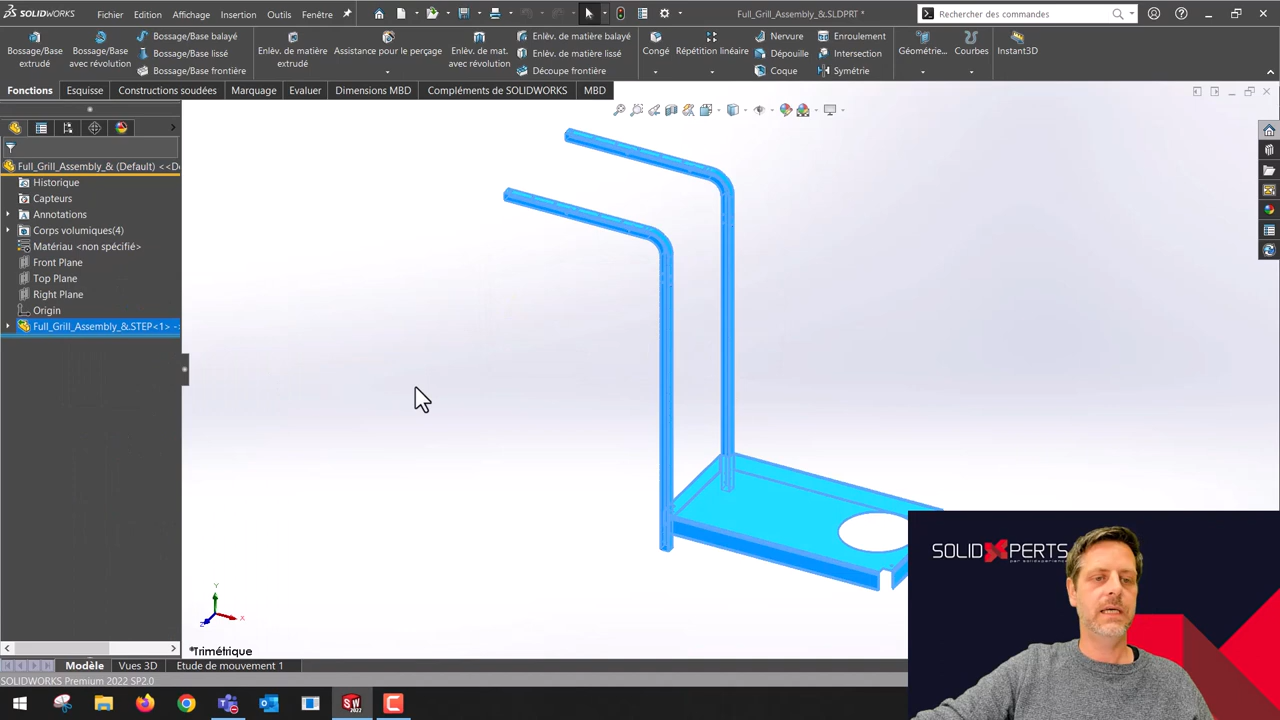 SOLIDWORKS
Fichier Edition Affichage Insertion Outils Fenêtre
Full_Grill_Assembly_&.SLDPRT *
Rechercher des commandes
Bossage/Base extrudé
Bossage/Base avec révolution
Bossage/Base balayé
Bossage/Base lissé
Bossage/Base frontière
Enlèv. de matière extrudé
Assistance pour le perçage
Enlèv. de mat. avec révolution
Enlèv. de matière balayé
Enlèv. de matière lissé
Découpe frontière
Congé
Répétition linéaire
Nervure
Dépouille
Coque
Enroulement
Intersection
Symétrie
Géométrie...
Courbes
Instant3D
Fonctions Esquisse Constructions soudées Marquage Evaluer Dimensions MBD Compléments de SOLIDWORKS MBD
Full_Grill_Assembly_& (Default) <<De
Historique
Capteurs
Annotations
Corps volumiques(4)
Matériau <non spécifié>
Front Plane
Top Plane
Right Plane
Origin
Full_Grill_Assembly_&.STEP<1> ->
Y
X
Z
*Trimétrique
Modèle Vues 3D Etude de mouvement 1
SOLIDWORKS Premium 2022 SP2.0
SOLIDXPERTS
par solidxperience
SW
2022